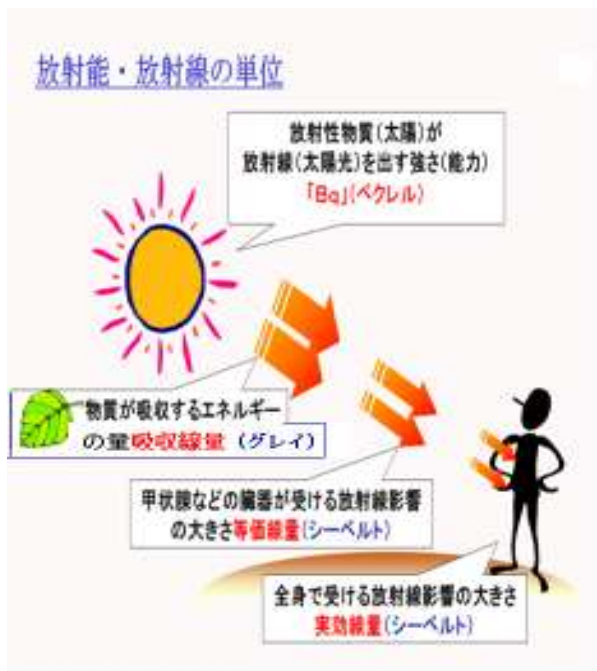 放射能・放射線の単位
放射性物質(太陽)が
放射線(太陽光)を出す強さ(能力)
「Bq」(ベクレル)
物質が吸収するエネルギー
の量吸収線量（グレイ）
甲状腺などの臓器が受ける放射線影響
の大きさ等価線量(シーベルト)
全身で受ける放射線影響の大きさ
実効線量(シーベルト)